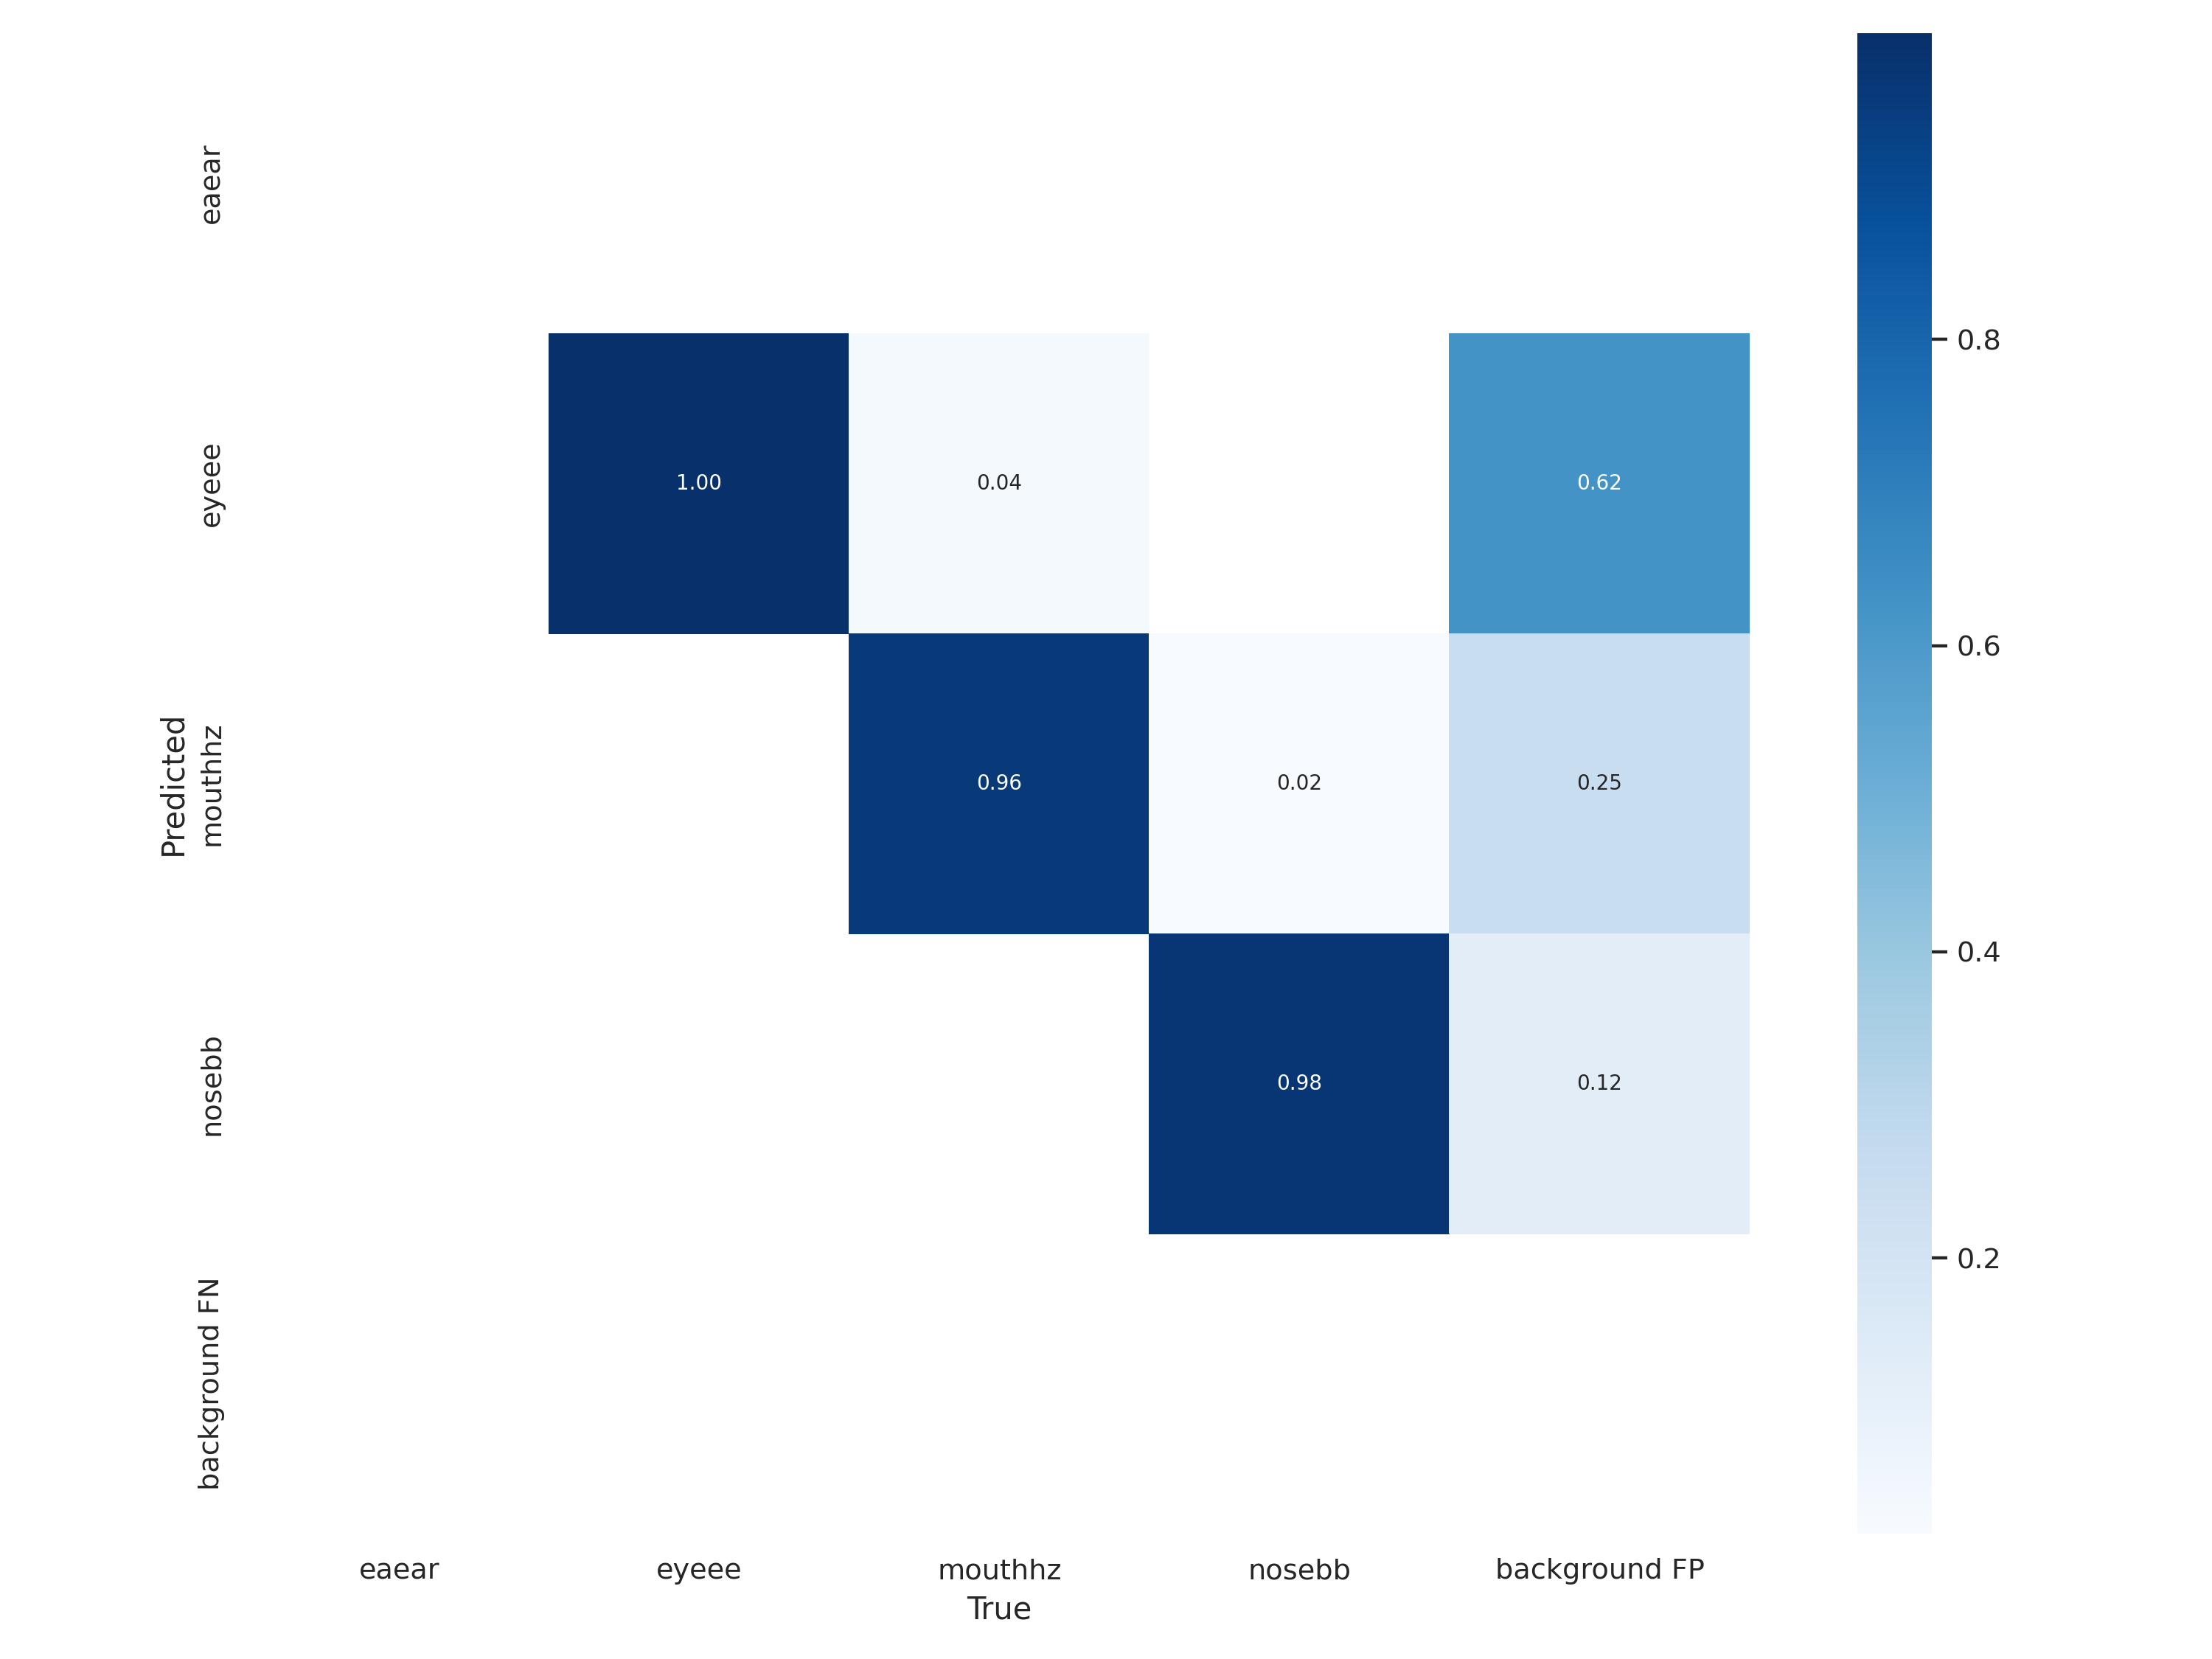 eaear
eyeee
1.00 0.04 0.62
Predicted
mouthhz
0.96 0.02 0.25
nosebb
0.98 0.12
background FN
eaear eyeee mouthhz nosebb background FP
True
0.8
0.6
0.4
0.2